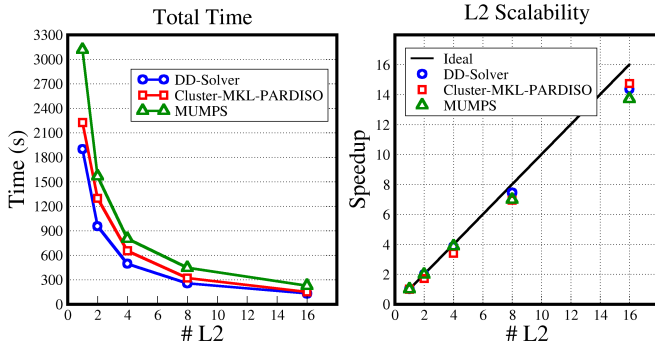 Total Time
3300
3000
2700
2400
2100
1800
1500
1200
900
600
300
0
Time (s)
DD-Solver
Cluster-MKL-PARDISO
MUMPS
0 2 4 6 8 10 12 14 16
# L2
L2 Scalability
16
14
12
10
8
6
4
2
0
Speedup
Ideal
DD-Solver
Cluster-MKL-PARDISO
MUMPS
0 2 4 6 8 10 12 14 16
# L2